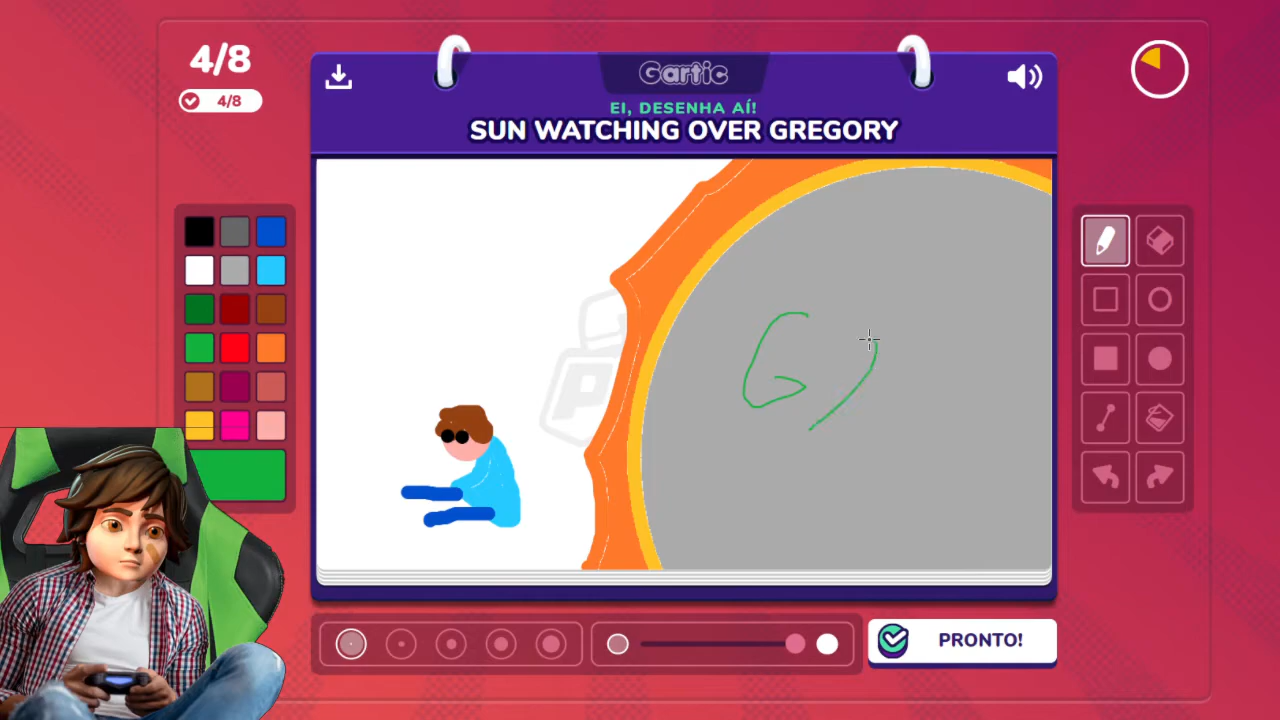 4/8
4/8
Gartic
EI, DESENHA AÍ!
SUN WATCHING OVER GREGORY
P
G
PRONTO!